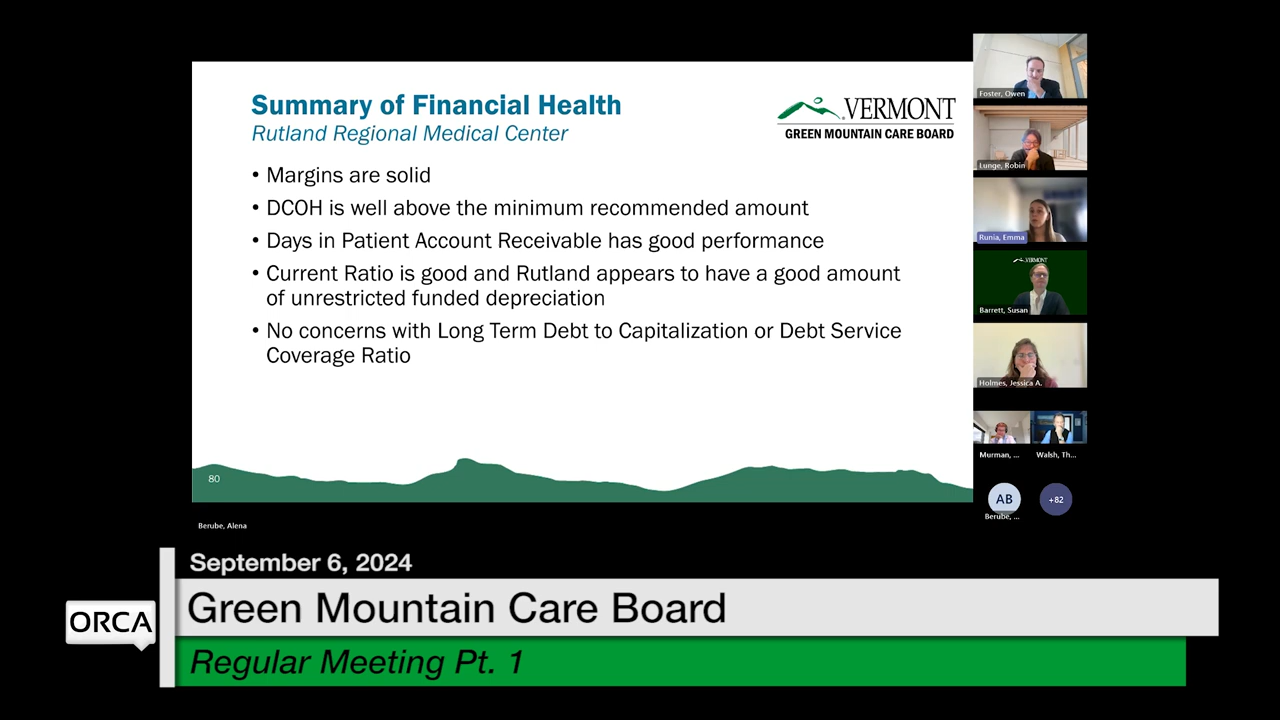 Summary of Financial Health
Rutland Regional Medical Center
VERMONT
GREEN MOUNTAIN CARE BOARD
• Margins are solid
• DCOH is well above the minimum recommended amount
• Days in Patient Account Receivable has good performance
• Current Ratio is good and Rutland appears to have a good amount
of unrestricted funded depreciation
• No concerns with Long Term Debt to Capitalization or Debt Service
Coverage Ratio
80
Berube, Alena
Foster, Owen
Lunge, Robin
Runia, Emma
VERMONT
Barrett, Susan
Holmes, Jessica A.
Murman, ...
Walsh, Th...
AB
+82
Berube, ...
September 6, 2024
ORCA
Green Mountain Care Board
Regular Meeting Pt. 1